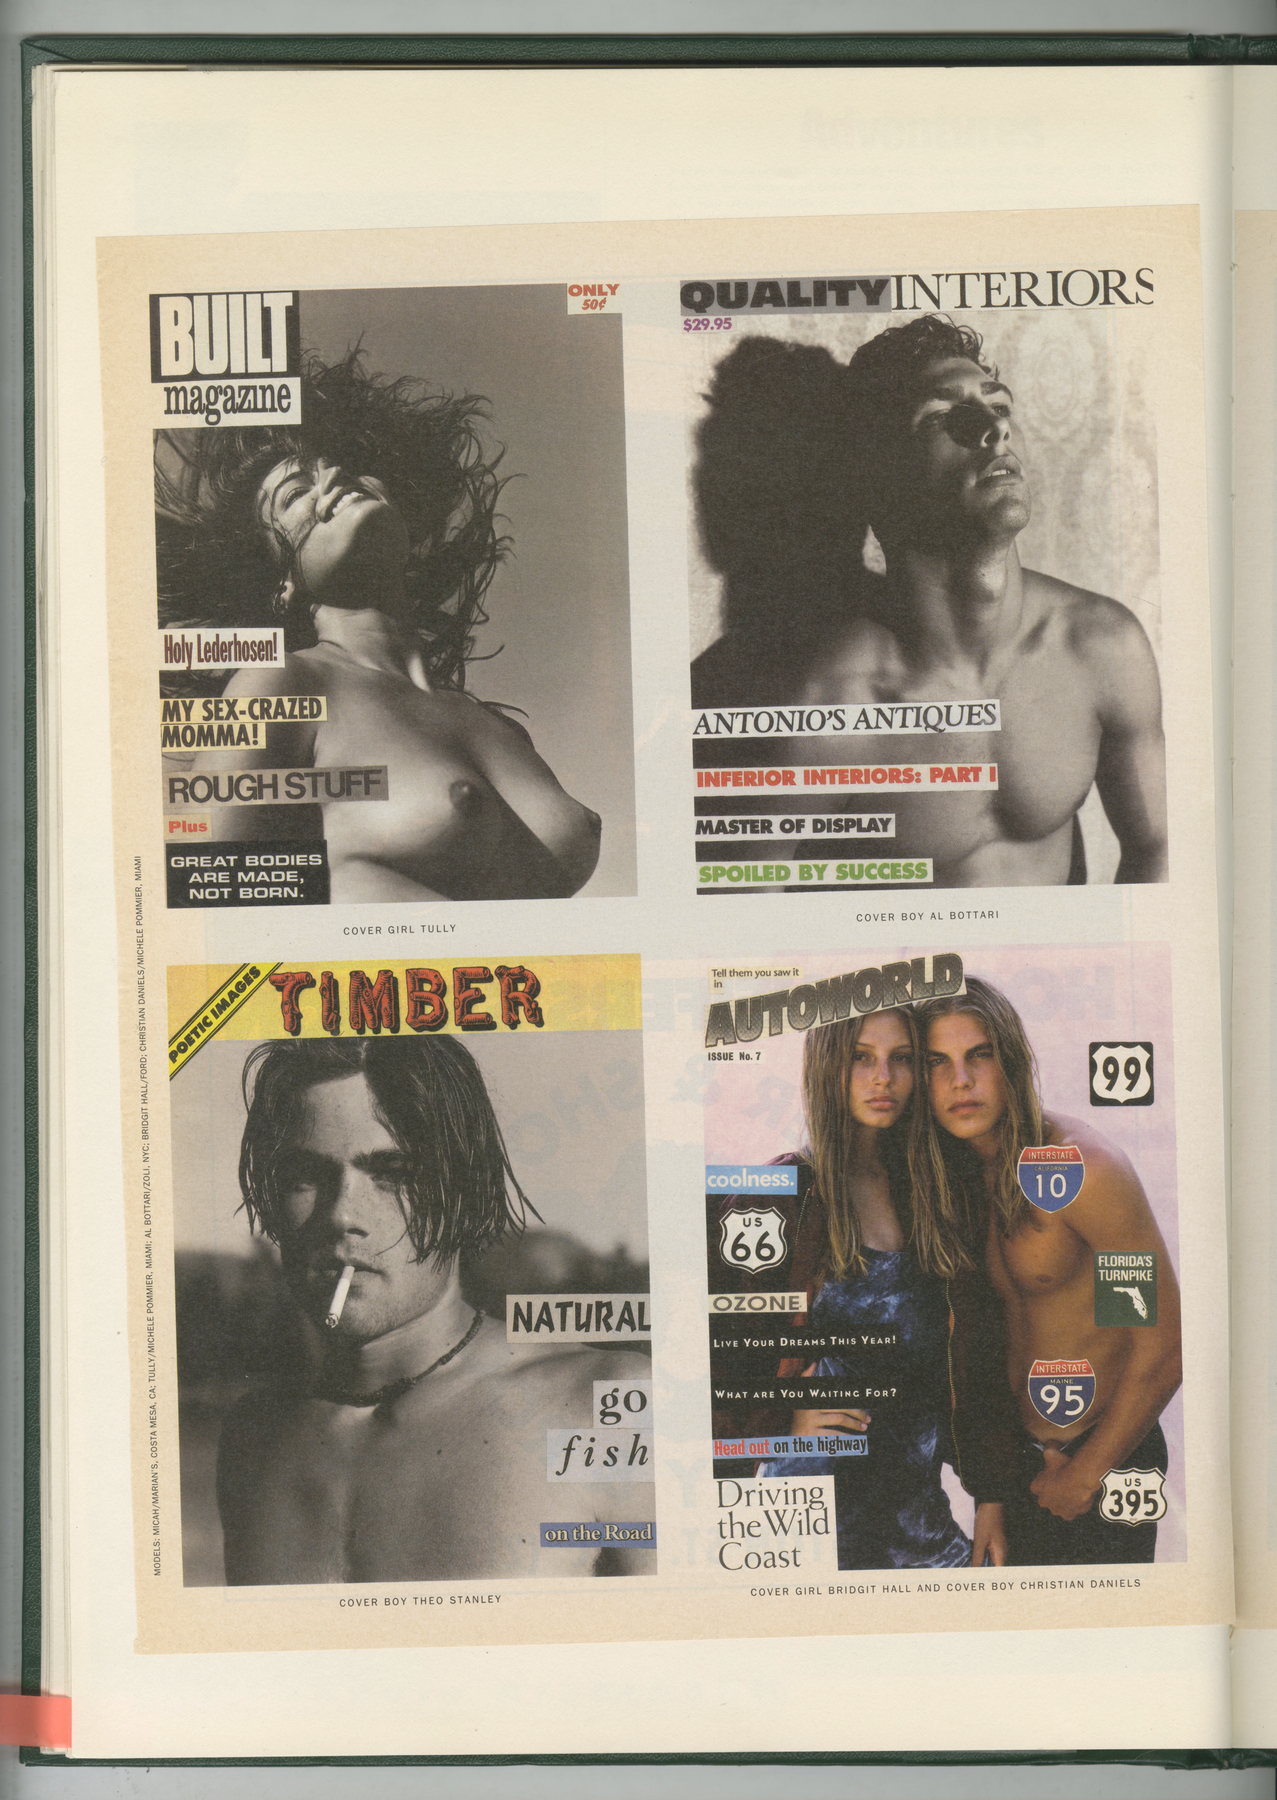 BUILT
magazine
ONLY
50¢
Holy Lederhosen!
MY SEX-CRAZED
MOMMA!
ROUGH STUFF
Plus
GREAT BODIES
ARE MADE,
NOT BORN.
COVER GIRL TULLY
QUALITY INTERIORS
$29.95
ANTONIO'S ANTIQUES
INFERIOR INTERIORS: PART I
MASTER OF DISPLAY
SPOILED BY SUCCESS
COVER BOY AL BOTTARI
POETIC IMAGES
TIMBER
NATURAL
go
fish
on the Road
COVER BOY THEO STANLEY
Tell them you saw it
in
AUTOWORLD
ISSUE No. 7
99
INTERSTATE
CALIFORNIA
10
coolness.
US
66
FLORIDA'S
TURNPIKE
OZONE
LIVE YOUR DREAMS THIS YEAR!
WHAT ARE YOU WAITING FOR?
INTERSTATE
MAINE
95
Head out on the highway
US
395
Driving
the Wild
Coast
COVER GIRL BRIDGIT HALL AND COVER BOY CHRISTIAN DANIELS
MODELS: MICAH/MARIAN'S, COSTA MESA, CA; TULLY/MICHELE POMMIER, MIAMI; AL BOTTARI/ZOLI, NYC; BRIDGIT HALL/FORD; CHRISTIAN DANIELS/MICHELE POMMIER, MIAMI